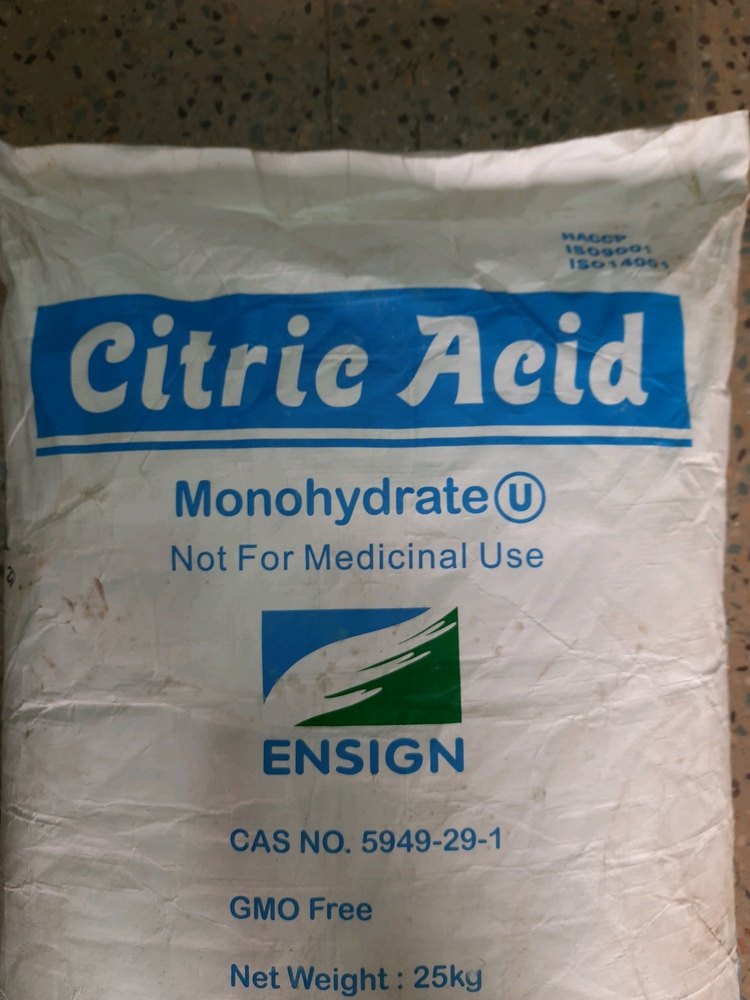 HACCP
ISO9001
ISO14001
Citric Acid
Monohydrate Ⓤ
Not For Medicinal Use
ENSIGN
CAS NO. 5949-29-1
GMO Free
Net Weight : 25kg